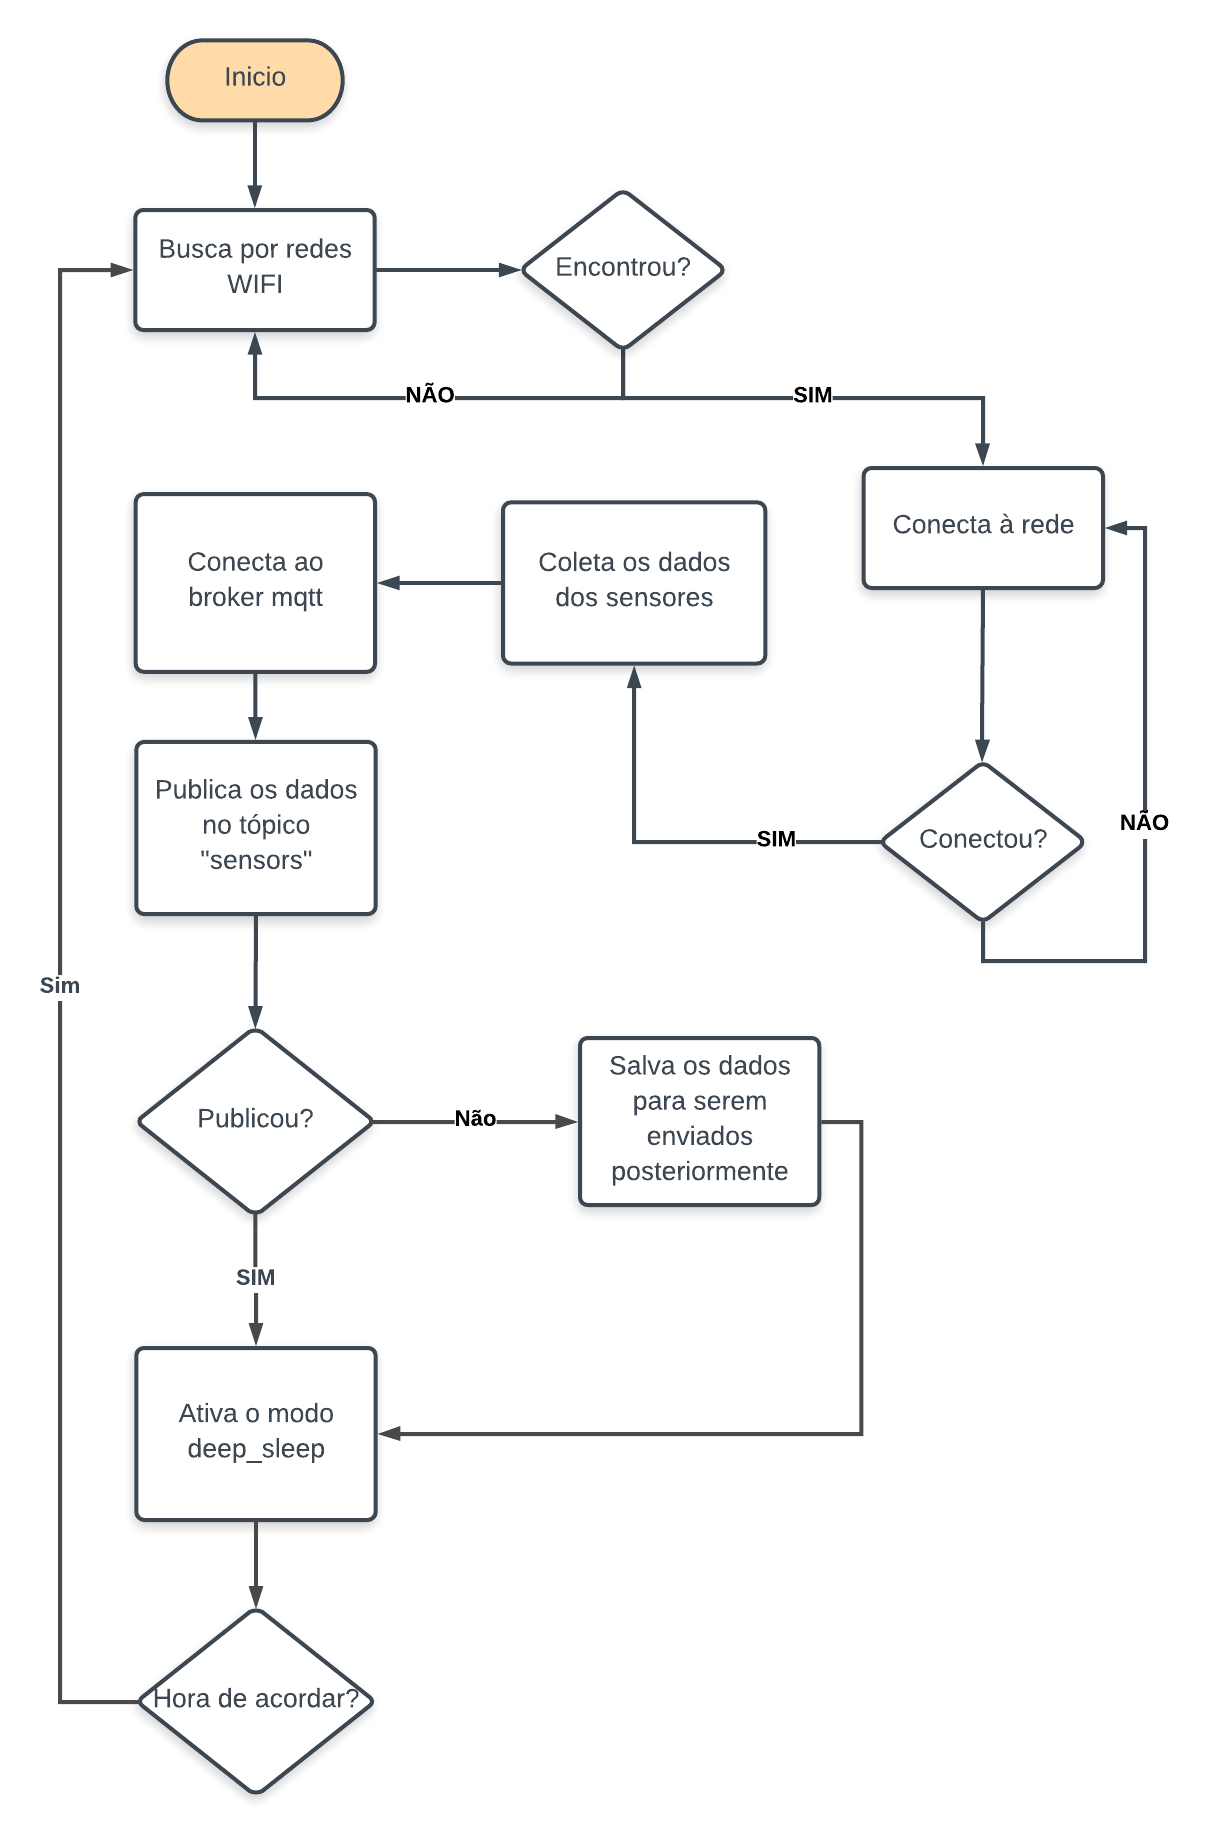 Inicio
Busca por redes
WIFI
Encontrou?
NÃO
SIM
Conecta à rede
Coleta os dados
dos sensores
Conecta ao
broker mqtt
Publica os dados
no tópico
"sensors"
SIM
Conectou?
NÃO
Sim
Publicou?
Não
Salva os dados
para serem
enviados
posteriormente
SIM
Ativa o modo
deep_sleep
Hora de acordar?